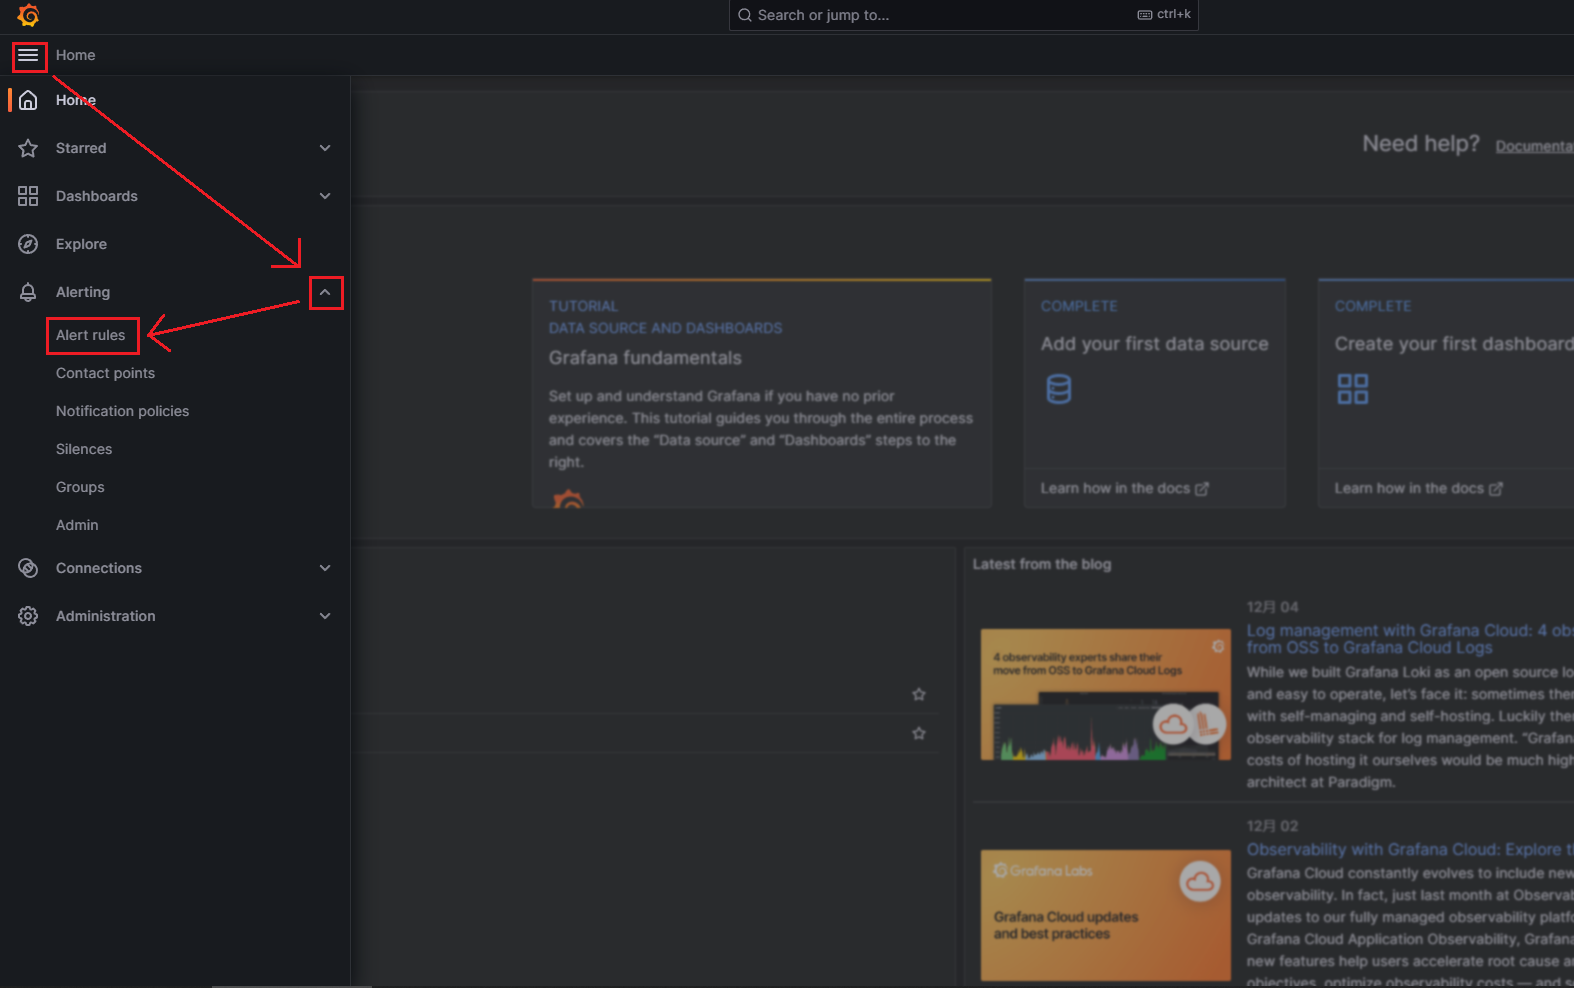 Search or jump to...
ctrl+k
Home
Home
Starred
Dashboards
Explore
Alerting
Alert rules
Contact points
Notification policies
Silences
Groups
Admin
Connections
Administration
Need help?
TUTORIAL
DATA SOURCE AND DASHBOARDS
Grafana fundamentals
Set up and understand Grafana if you have no prior
experience. This tutorial guides you through the entire process
and covers the "Data source" and "Dashboards" steps to the
right.
COMPLETE
Add your first data source
Learn how in the docs
COMPLETE
Create your first dashboard
Learn how in the docs
Latest from the blog
4 observability experts share their
move from OSS to Grafana Cloud Logs
12月 04
Log management with Grafana Cloud: 4
from OSS to Grafana Cloud Logs
While we built Grafana Loki as an open source
and easy to operate, let's face it: sometimes
with self-managing and self-hosting. Luckily
observability stack for log management.
costs of hosting it ourselves would be much
architect at Paradigm.
Grafana Labs
Grafana Cloud updates
and best practices
12月 02
Observability with Grafana Cloud: Explore
Grafana Cloud constantly evolves to include new
observability. In fact, just last month at
updates to our fully managed observability
Grafana Cloud Application Observability,
new features help users accelerate root cause
objectives, optimize observability costs — and